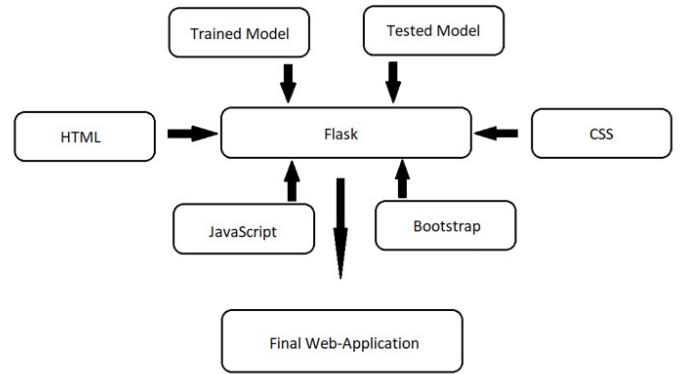 Trained Model
Tested Model
HTML
Flask
CSS
JavaScript
Bootstrap
Final Web-Application